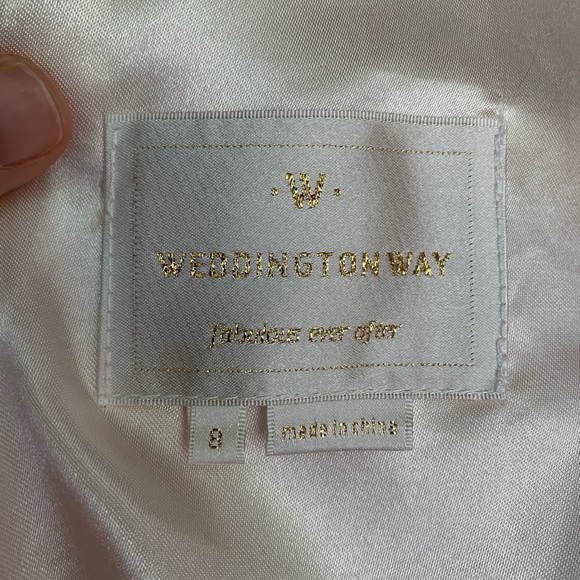 ·W·
WEDDINGTON WAY
fabulous ever after
8
made in china